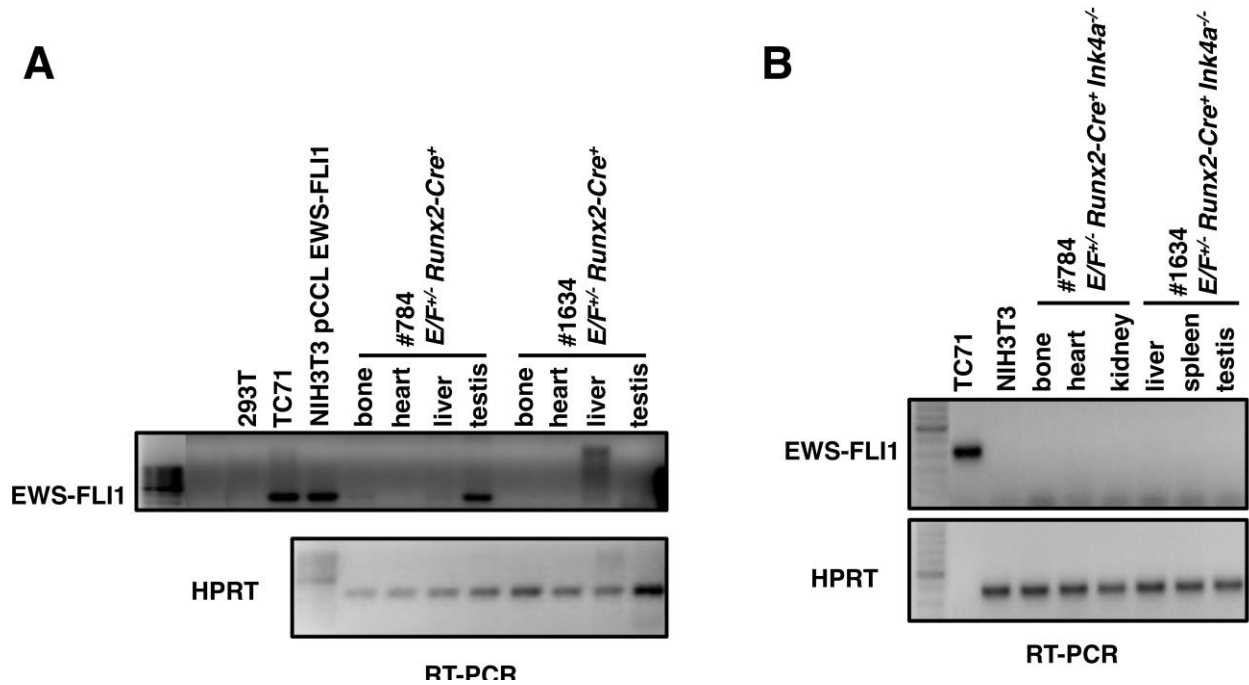 A
293T
TC71
NIH3T3 pCCL EWS-FLI1
#784
E/F+/- Runx2-Cre+
bone
heart
liver
testis
#1634
E/F+/- Runx2-Cre+
bone
heart
liver
testis
EWS-FLI1
HPRT
RT-PCR
B
TC71
NIH3T3
#784
E/F+/- Runx2-Cre+ Ink4a-/-
bone
heart
kidney
#1634
E/F+/- Runx2-Cre+ Ink4a-/-
liver
spleen
testis
EWS-FLI1
HPRT
RT-PCR